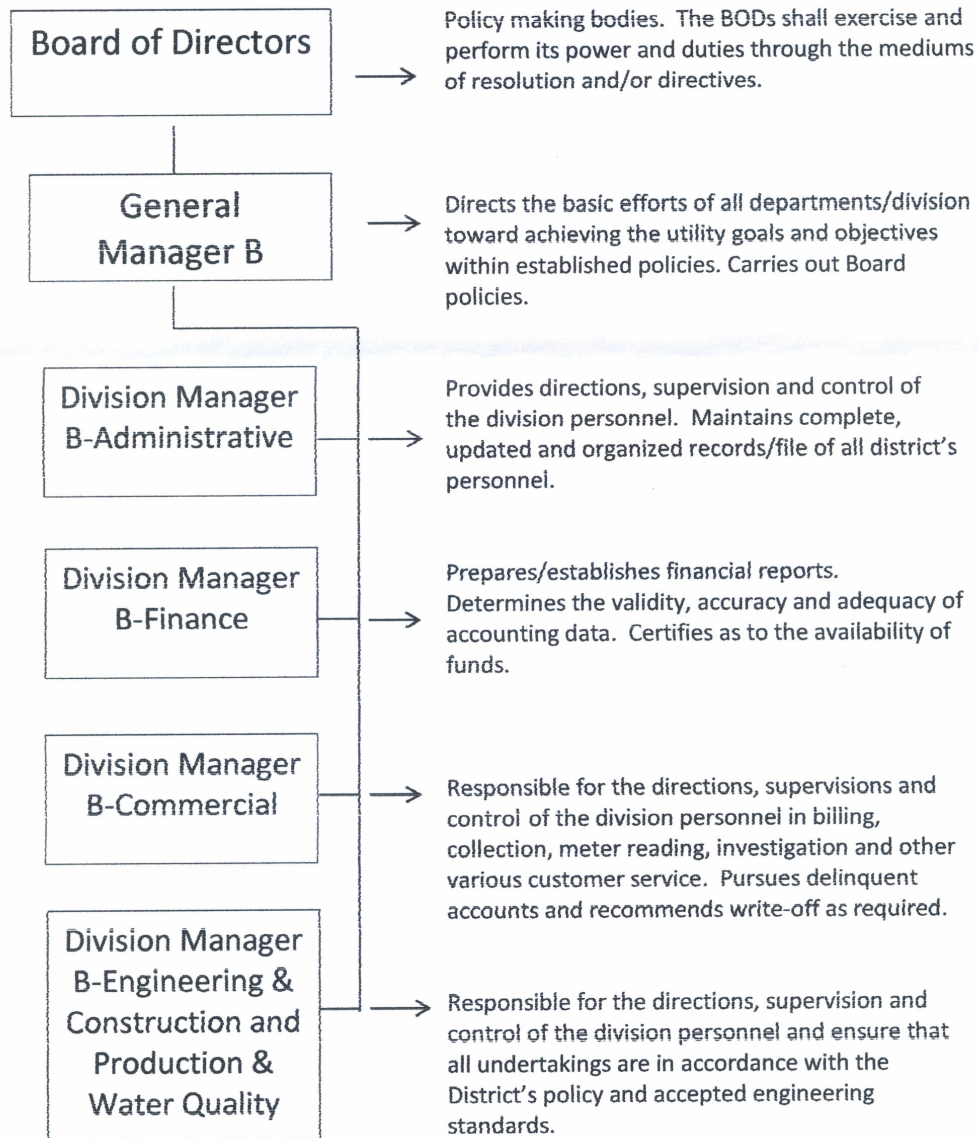 Board of Directors
Policy making bodies.  The BODs shall exercise and
perform its power and duties through the mediums
of resolution and/or directives.
General
Manager B
Directs the basic efforts of all departments/division
toward achieving the utility goals and objectives
within established policies. Carries out Board
policies.
Division Manager
B-Administrative
Provides directions, supervision and control of
the division personnel.  Maintains complete,
updated and organized records/file of all district's
personnel.
Division Manager
B-Finance
Prepares/establishes financial reports.
Determines the validity, accuracy and adequacy of
accounting data.  Certifies as to the availability of
funds.
Division Manager
B-Commercial
Responsible for the directions, supervisions and
control of the division personnel in billing,
collection, meter reading, investigation and other
various customer service.  Pursues delinquent
accounts and recommends write-off as required.
Division Manager
B-Engineering &
Construction and
Production &
Water Quality
Responsible for the directions, supervision and
control of the division personnel and ensure that
all undertakings are in accordance with the
District's policy and accepted engineering
standards.